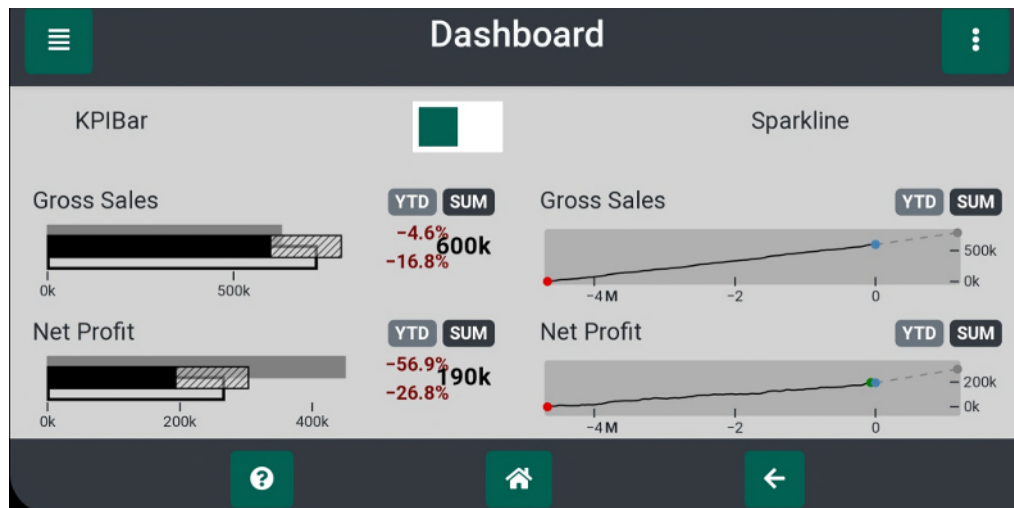 Dashboard
KPIBar
Sparkline
Gross Sales
YTD SUM
−4.6%
−16.8%
600k
0k 500k
Gross Sales
YTD SUM
500k
0k
−4M −2 0
Net Profit
YTD SUM
−56.9%
−26.8%
190k
0k 200k 400k
Net Profit
YTD SUM
200k
0k
−4M −2 0